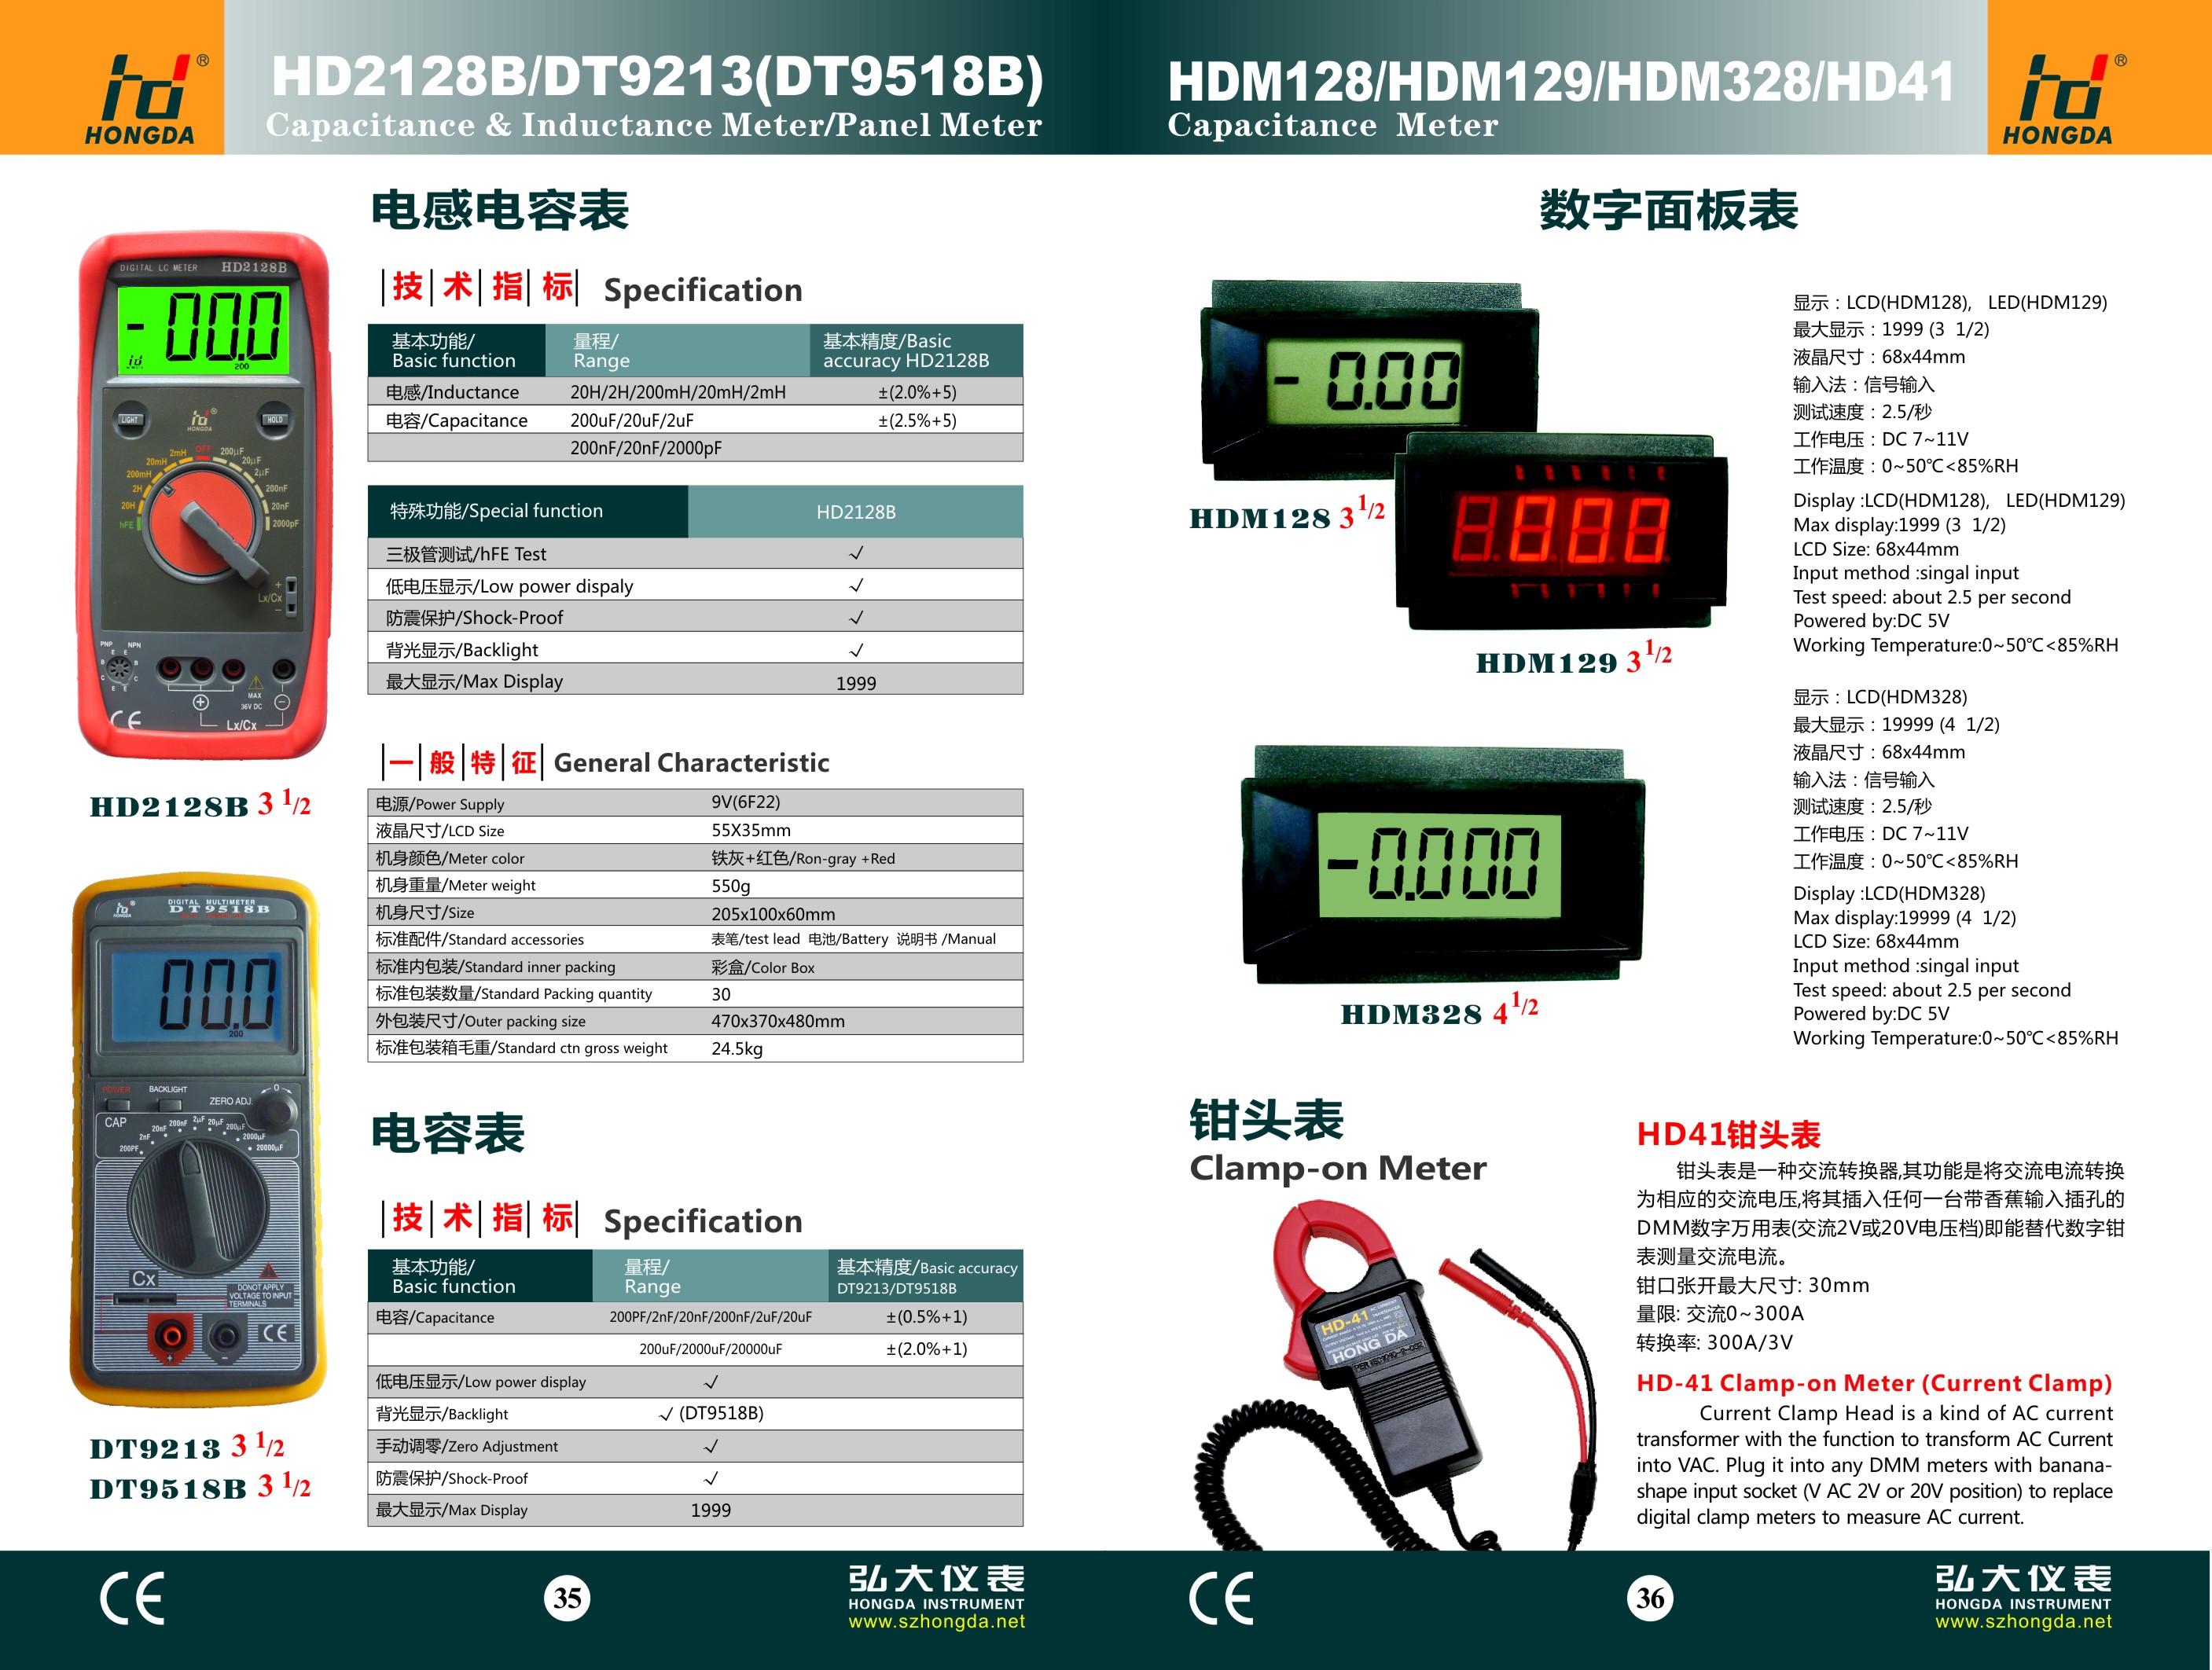 hd®
HONGDA
HD2128B/DT9213(DT9518B)
Capacitance & Inductance Meter/Panel Meter
HDM128/HDM129/HDM328/HD41
Capacitance Meter
hd®
HONGDA
电感电容表
技术指标 Specification
基本功能/ 量程/ 基本精度/Basic
Basic function Range accuracy HD2128B
电感/Inductance 20H/2H/200mH/20mH/2mH ±(2.0%+5)
电容/Capacitance 200uF/20uF/2uF ±(2.5%+5)
200nF/20nF/2000pF
特殊功能/Special function HD2128B
三极管测试/hFE Test √
低电压显示/Low power dispaly √
防震保护/Shock-Proof √
背光显示/Backlight √
最大显示/Max Display 1999
DIGITAL LC METER HD2128B
-00.0
200
LIGHT
HONGDA
HOLD
OFF
2mH
20mH
200mH
2H
20H
hFE
200μF
20μF
2μF
200nF
20nF
2000pF
+
Lx/Cx
−
PNP NPN
E E
B B
C C
E E
MAX
36V DC
+ −
Lx/Cx
CE
HD2128B 3 1/2
一般特征 General Characteristic
电源/Power Supply 9V(6F22)
液晶尺寸/LCD Size 55X35mm
机身颜色/Meter color 铁灰+红色/Ron-gray +Red
机身重量/Meter weight 550g
机身尺寸/Size 205x100x60mm
标准配件/Standard accessories 表笔/test lead 电池/Battery 说明书 /Manual
标准内包装/Standard inner packing 彩盒/Color Box
标准包装数量/Standard Packing quantity 30
外包装尺寸/Outer packing size 470x370x480mm
标准包装箱毛重/Standard ctn gross weight 24.5kg
HONGDA
DIGITAL MULTIMETER
DT9518B
00.0
200
POWER BACKLIGHT
ZERO ADJ. 0
CAP
200PF
2nF
20nF
200nF
2μF
20μF
200μF
2000μF
20000μF
Cx
DONOT APPLY
VOLTAGE TO INPUT
TERMINALS
+ −
CE
DT9213 3 1/2
DT9518B 3 1/2
电容表
技术指标 Specification
基本功能/ 量程/ 基本精度/Basic accuracy
Basic function Range DT9213/DT9518B
电容/Capacitance 200PF/2nF/20nF/200nF/2uF/20uF ±(0.5%+1)
200uF/2000uF/20000uF ±(2.0%+1)
低电压显示/Low power display √
背光显示/Backlight √ (DT9518B)
手动调零/Zero Adjustment √
防震保护/Shock-Proof √
最大显示/Max Display 1999
数字面板表
- 0.00
HDM128 3 1/2
8.888
HDM129 3 1/2
-0.000
HDM328 4 1/2
显示：LCD(HDM128), LED(HDM129)
最大显示：1999 (3 1/2)
液晶尺寸：68x44mm
输入法：信号输入
测试速度：2.5/秒
工作电压：DC 7~11V
工作温度：0~50℃<85%RH
Display :LCD(HDM128), LED(HDM129)
Max display:1999 (3 1/2)
LCD Size: 68x44mm
Input method :singal input
Test speed: about 2.5 per second
Powered by:DC 5V
Working Temperature:0~50℃<85%RH
显示：LCD(HDM328)
最大显示：19999 (4 1/2)
液晶尺寸：68x44mm
输入法：信号输入
测试速度：2.5/秒
工作电压：DC 7~11V
工作温度：0~50℃<85%RH
Display :LCD(HDM328)
Max display:19999 (4 1/2)
LCD Size: 68x44mm
Input method :singal input
Test speed: about 2.5 per second
Powered by:DC 5V
Working Temperature:0~50℃<85%RH
钳头表
Clamp-on Meter
HD-41
HONG DA
HD41钳头表
钳头表是一种交流转换器,其功能是将交流电流转换
为相应的交流电压,将其插入任何一台带香蕉输入插孔的
DMM数字万用表(交流2V或20V电压档)即能替代数字钳
表测量交流电流。
钳口张开最大尺寸: 30mm
量限: 交流0~300A
转换率: 300A/3V
HD-41 Clamp-on Meter (Current Clamp)
Current Clamp Head is a kind of AC current
transformer with the function to transform AC Current
into VAC. Plug it into any DMM meters with banana-
shape input socket (V AC 2V or 20V position) to replace
digital clamp meters to measure AC current.
CE
35
弘大仪表
HONGDA INSTRUMENT
www.szhongda.net
CE
36
弘大仪表
HONGDA INSTRUMENT
www.szhongda.net